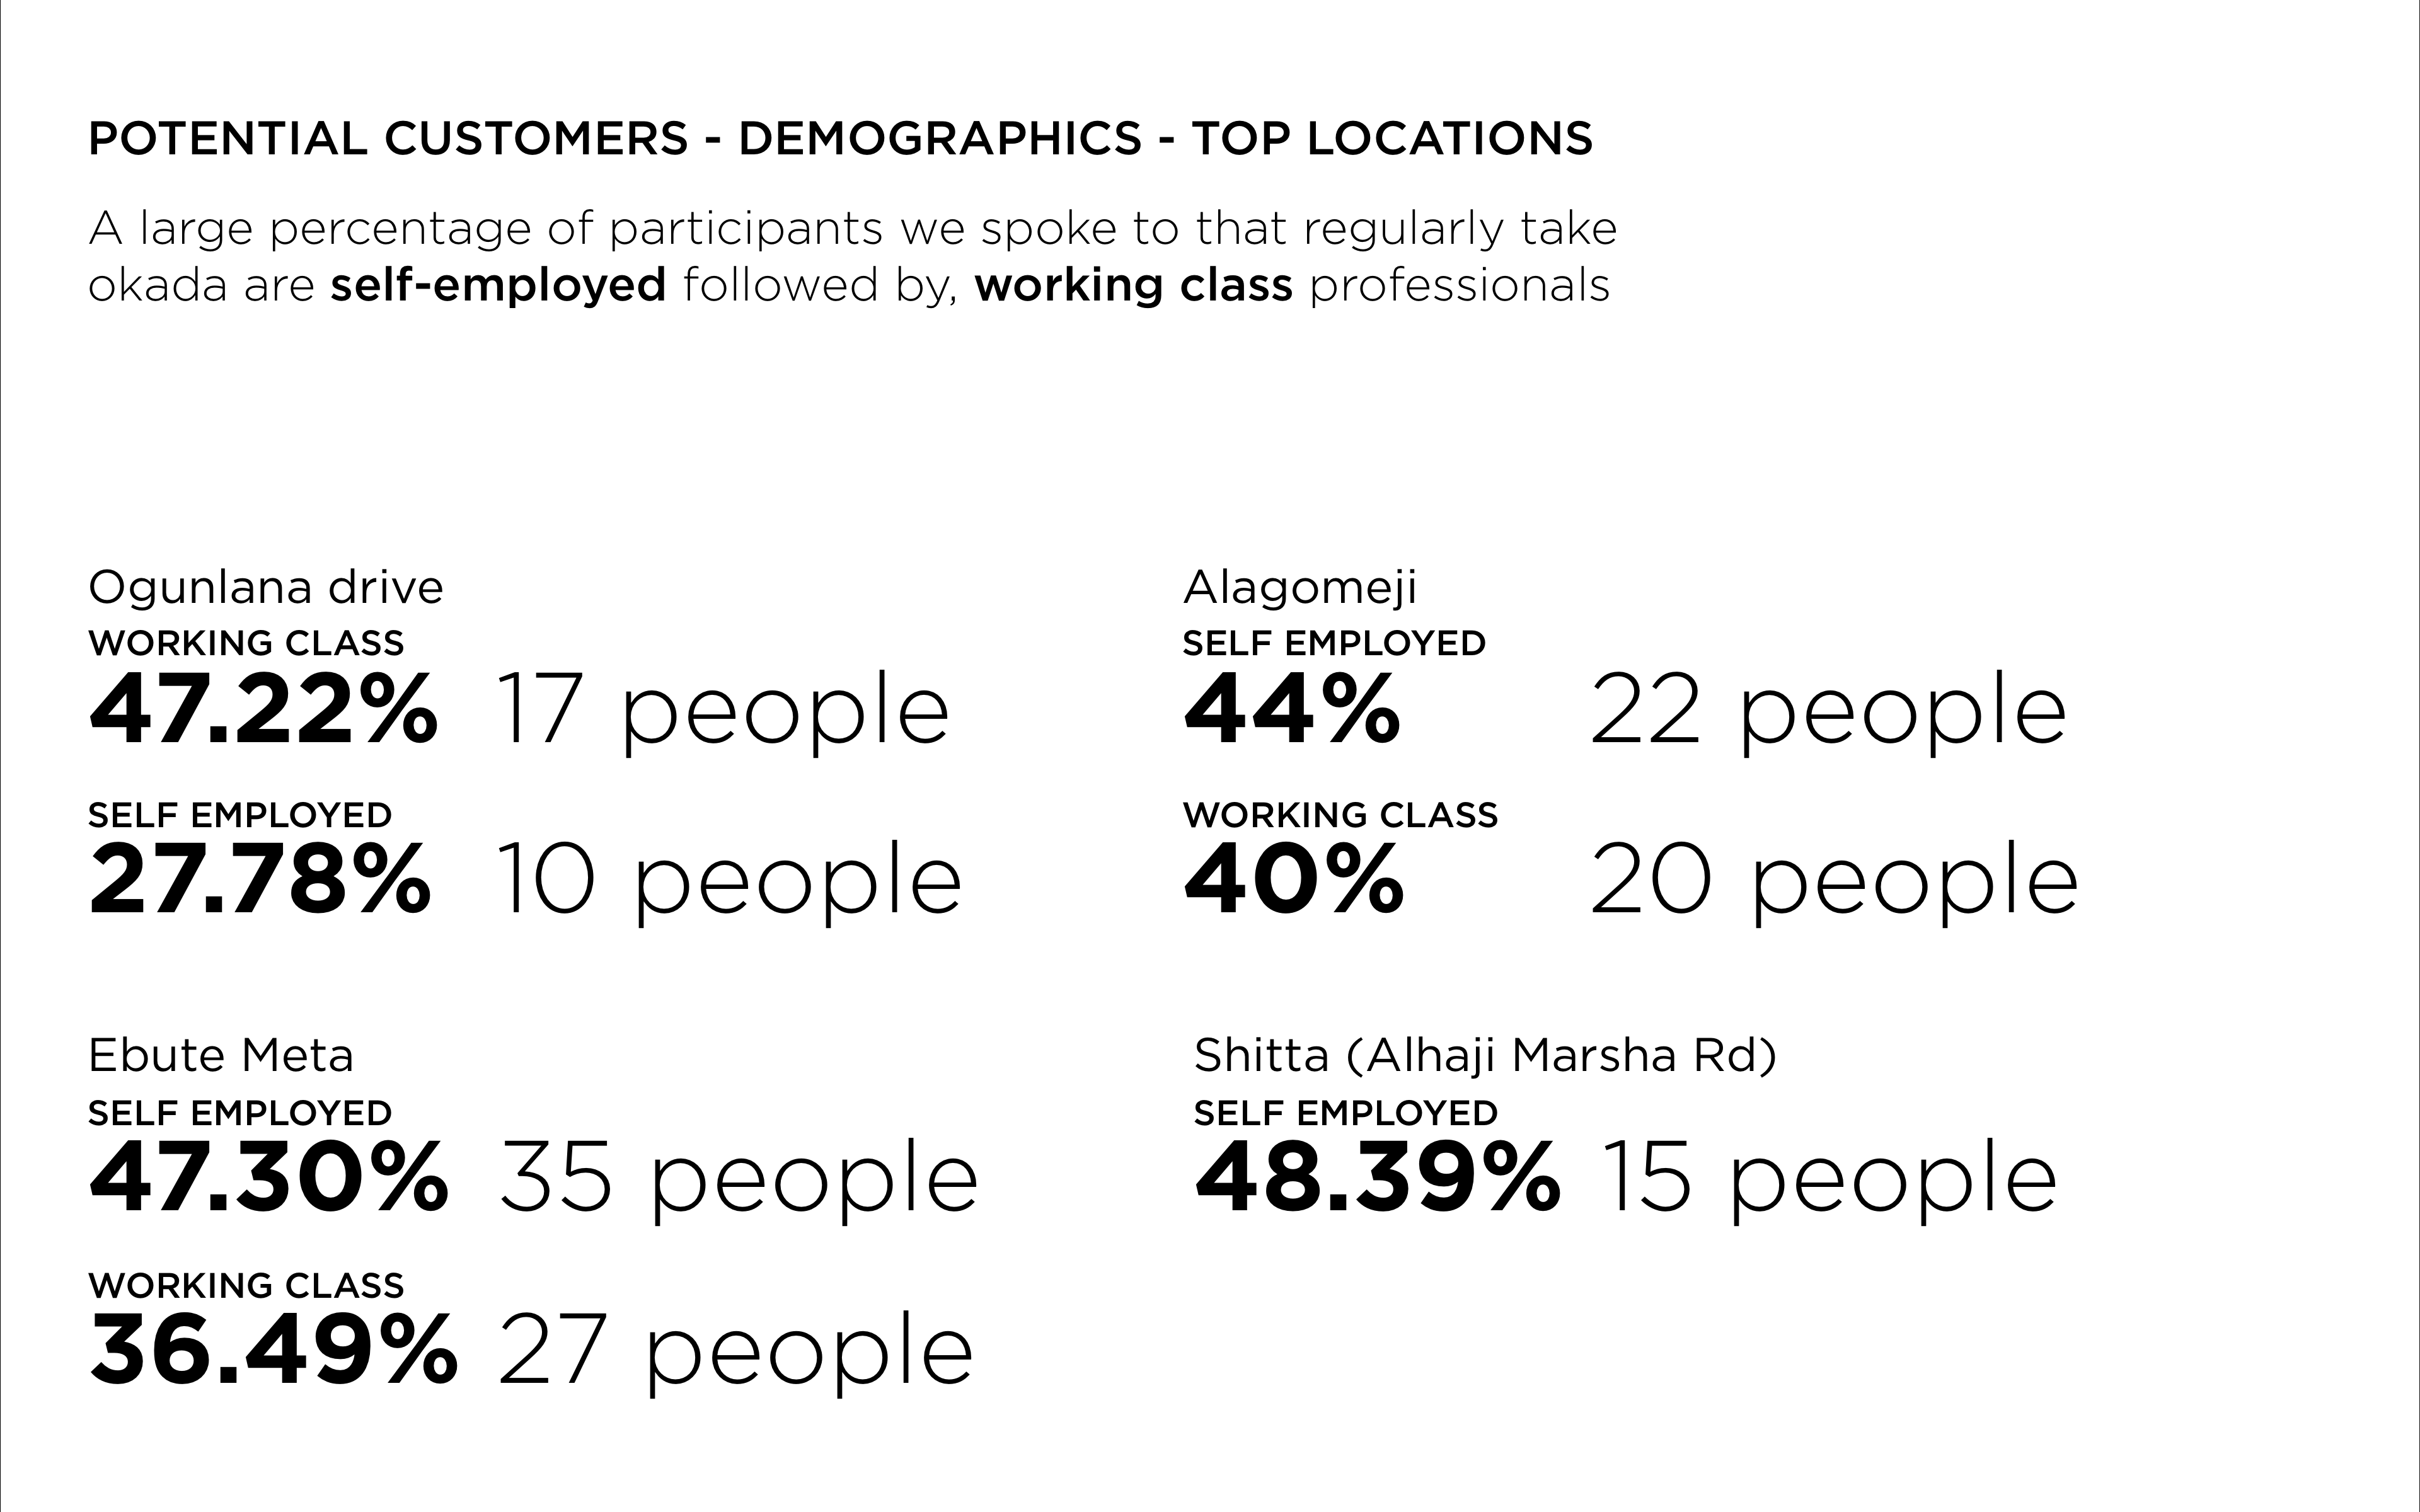 POTENTIAL CUSTOMERS - DEMOGRAPHICS - TOP LOCATIONS
A large percentage of participants we spoke to that regularly take
okada are self-employed followed by, working class professionals
Ogunlana drive
WORKING CLASS
47.22% 17 people
SELF EMPLOYED
27.78% 10 people
Alagomeji
SELF EMPLOYED
44% 22 people
WORKING CLASS
40% 20 people
Ebute Meta
SELF EMPLOYED
47.30% 35 people
WORKING CLASS
36.49% 27 people
Shitta (Alhaji Marsha Rd)
SELF EMPLOYED
48.39% 15 people